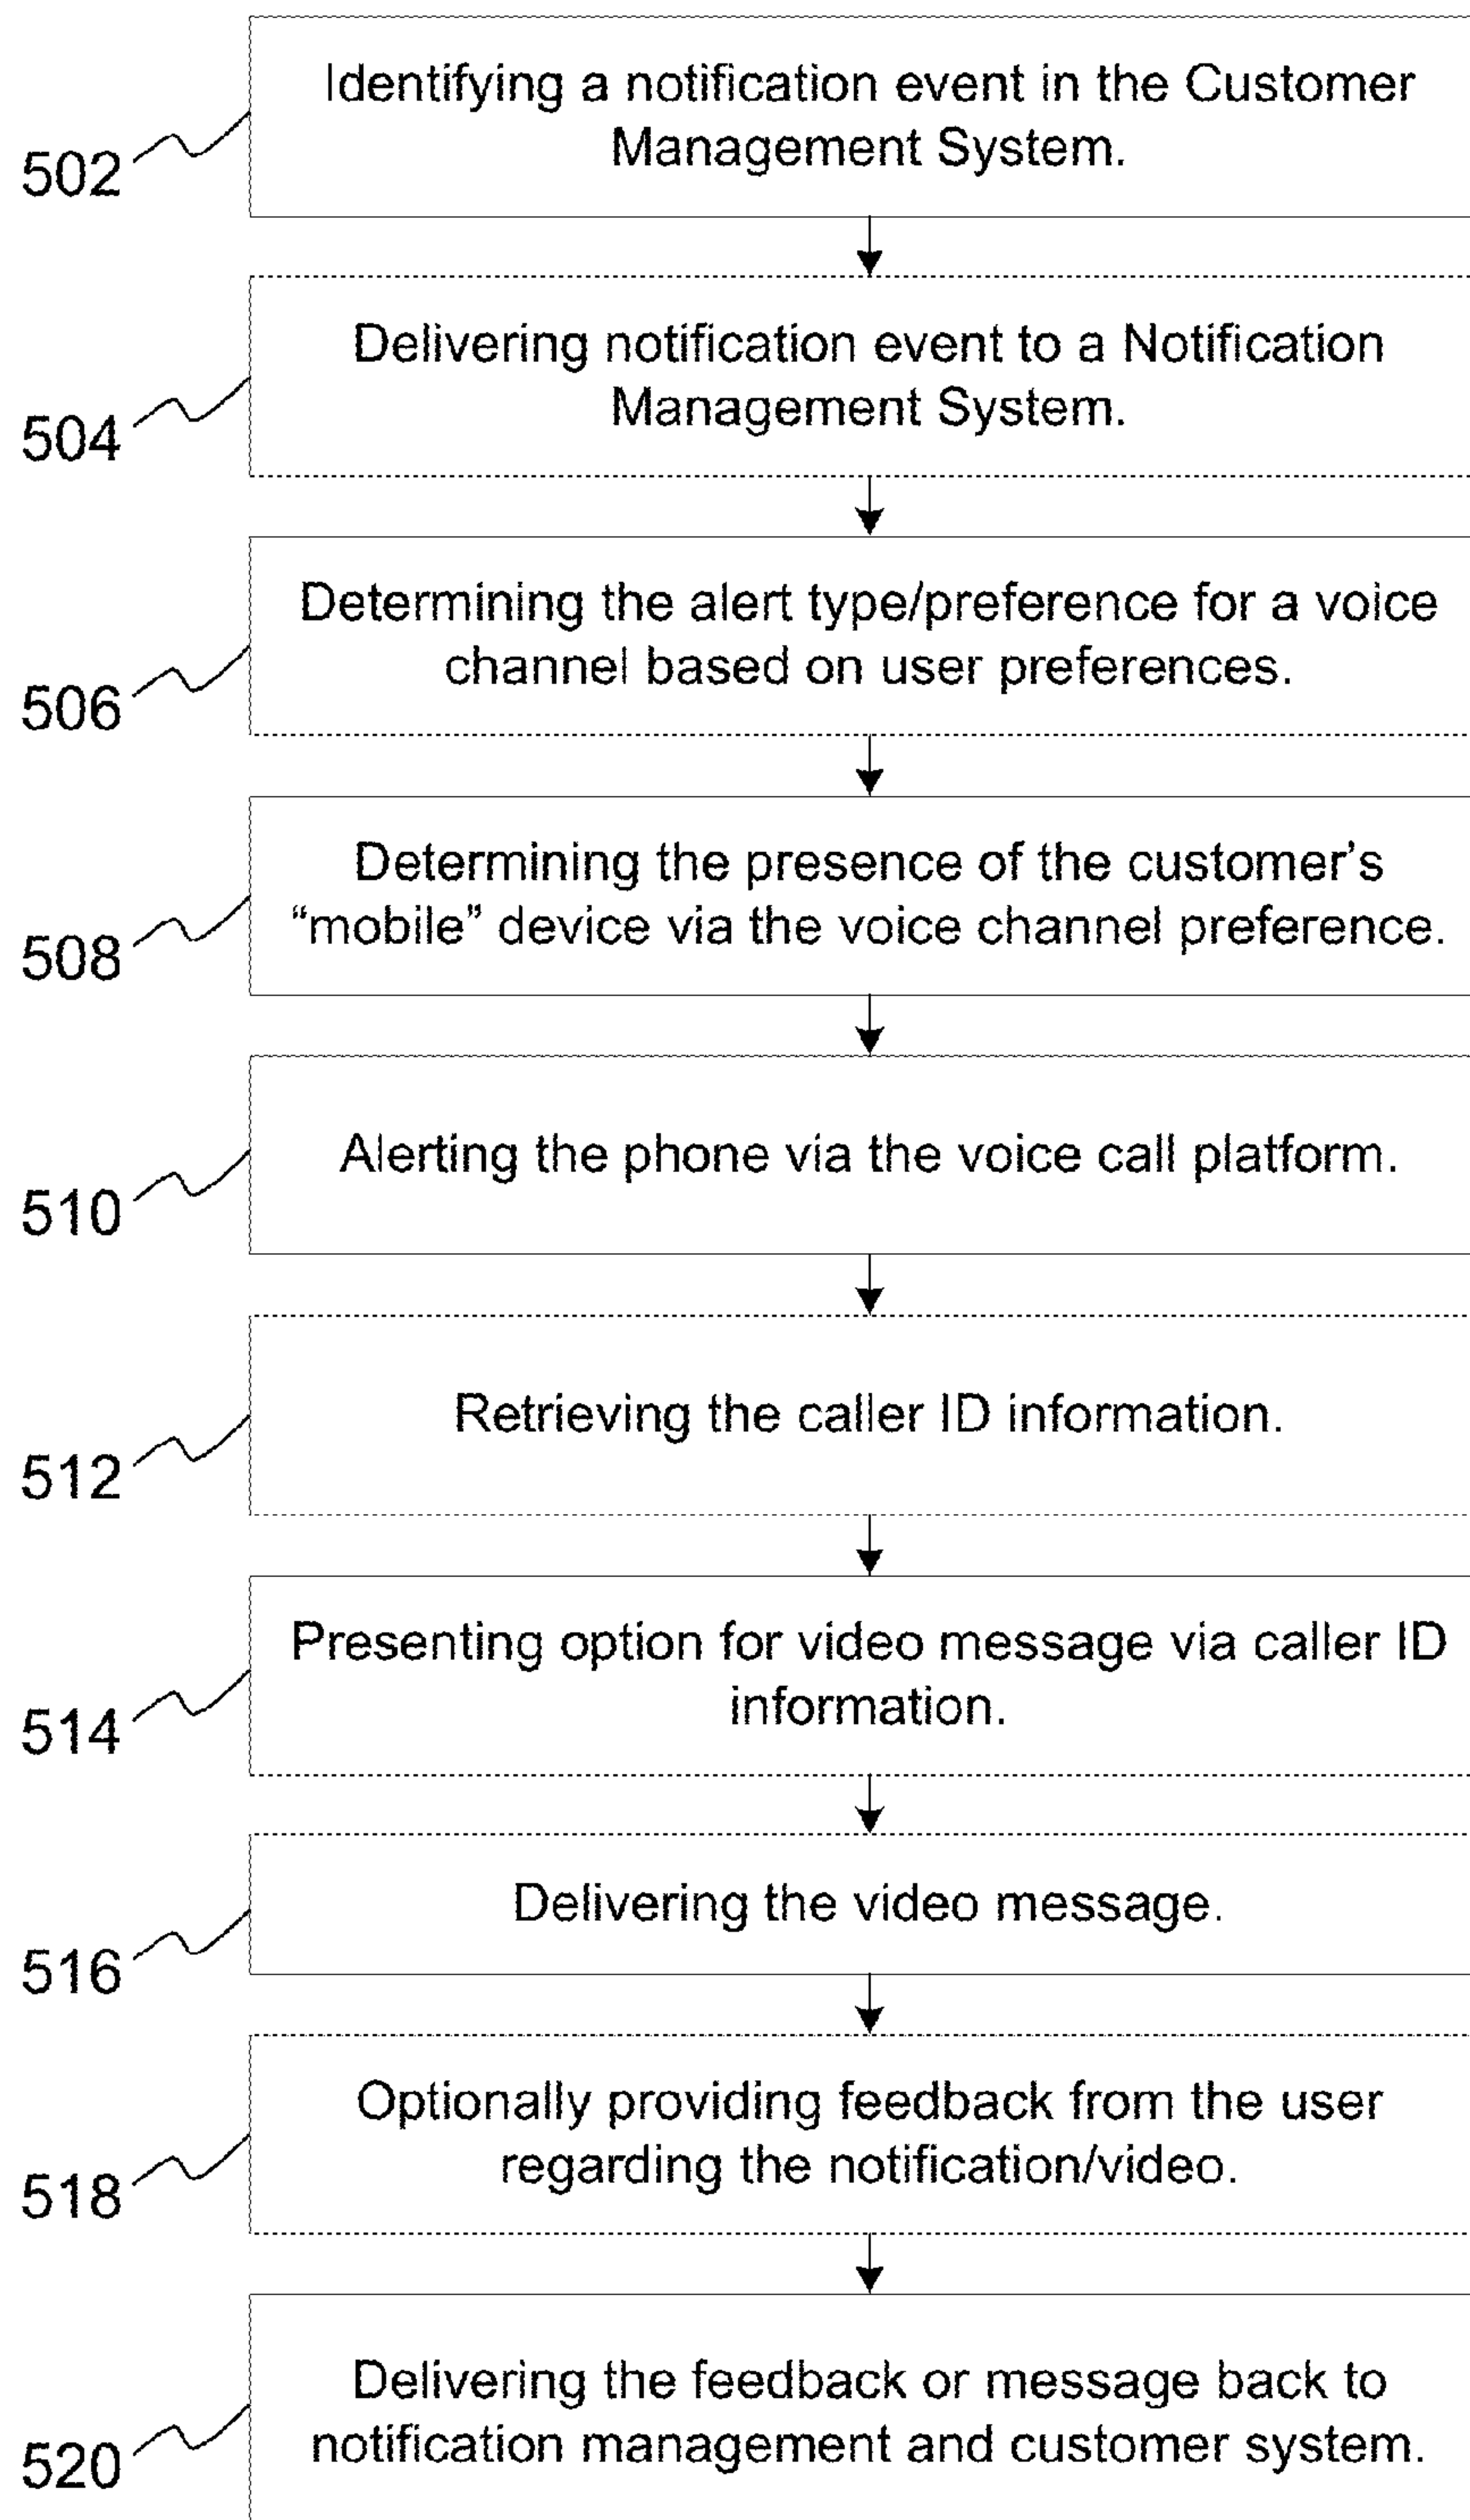 Identifying a notification event in the Customer
Management System.
502
Delivering notification event to a Notification
Management System.
504
Determining the alert type/preference for a voice
channel based on user preferences.
506
Determining the presence of the customer’s
“mobile” device via the voice channel preference.
508
Alerting the phone via the voice call platform.
510
Retrieving the caller ID information.
512
Presenting option for video message via caller ID
information.
514
Delivering the video message.
516
Optionally providing feedback from the user
regarding the notification/video.
518
Delivering the feedback or message back to
notification management and customer system.
520